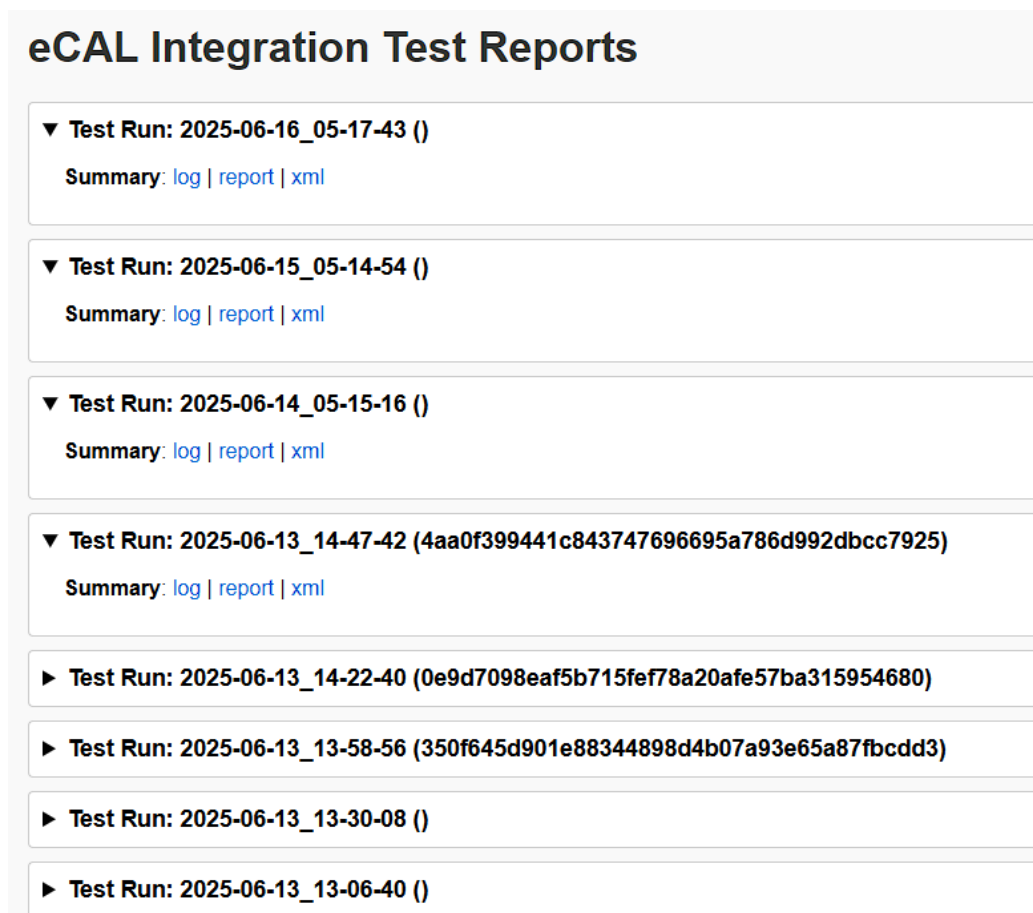 eCAL Integration Test Reports
Test Run: 2025-06-16_05-17-43 ()
Summary: log | report | xml
Test Run: 2025-06-15_05-14-54 ()
Summary: log | report | xml
Test Run: 2025-06-14_05-15-16 ()
Summary: log | report | xml
Test Run: 2025-06-13_14-47-42 (4aa0f399441c843747696695a786d992dbcc7925)
Summary: log | report | xml
Test Run: 2025-06-13_14-22-40 (0e9d7098eaf5b715fef78a20afe57ba315954680)
Test Run: 2025-06-13_13-58-56 (350f645d901e88344898d4b07a93e65a87fbcdd3)
Test Run: 2025-06-13_13-30-08 ()
Test Run: 2025-06-13_13-06-40 ()